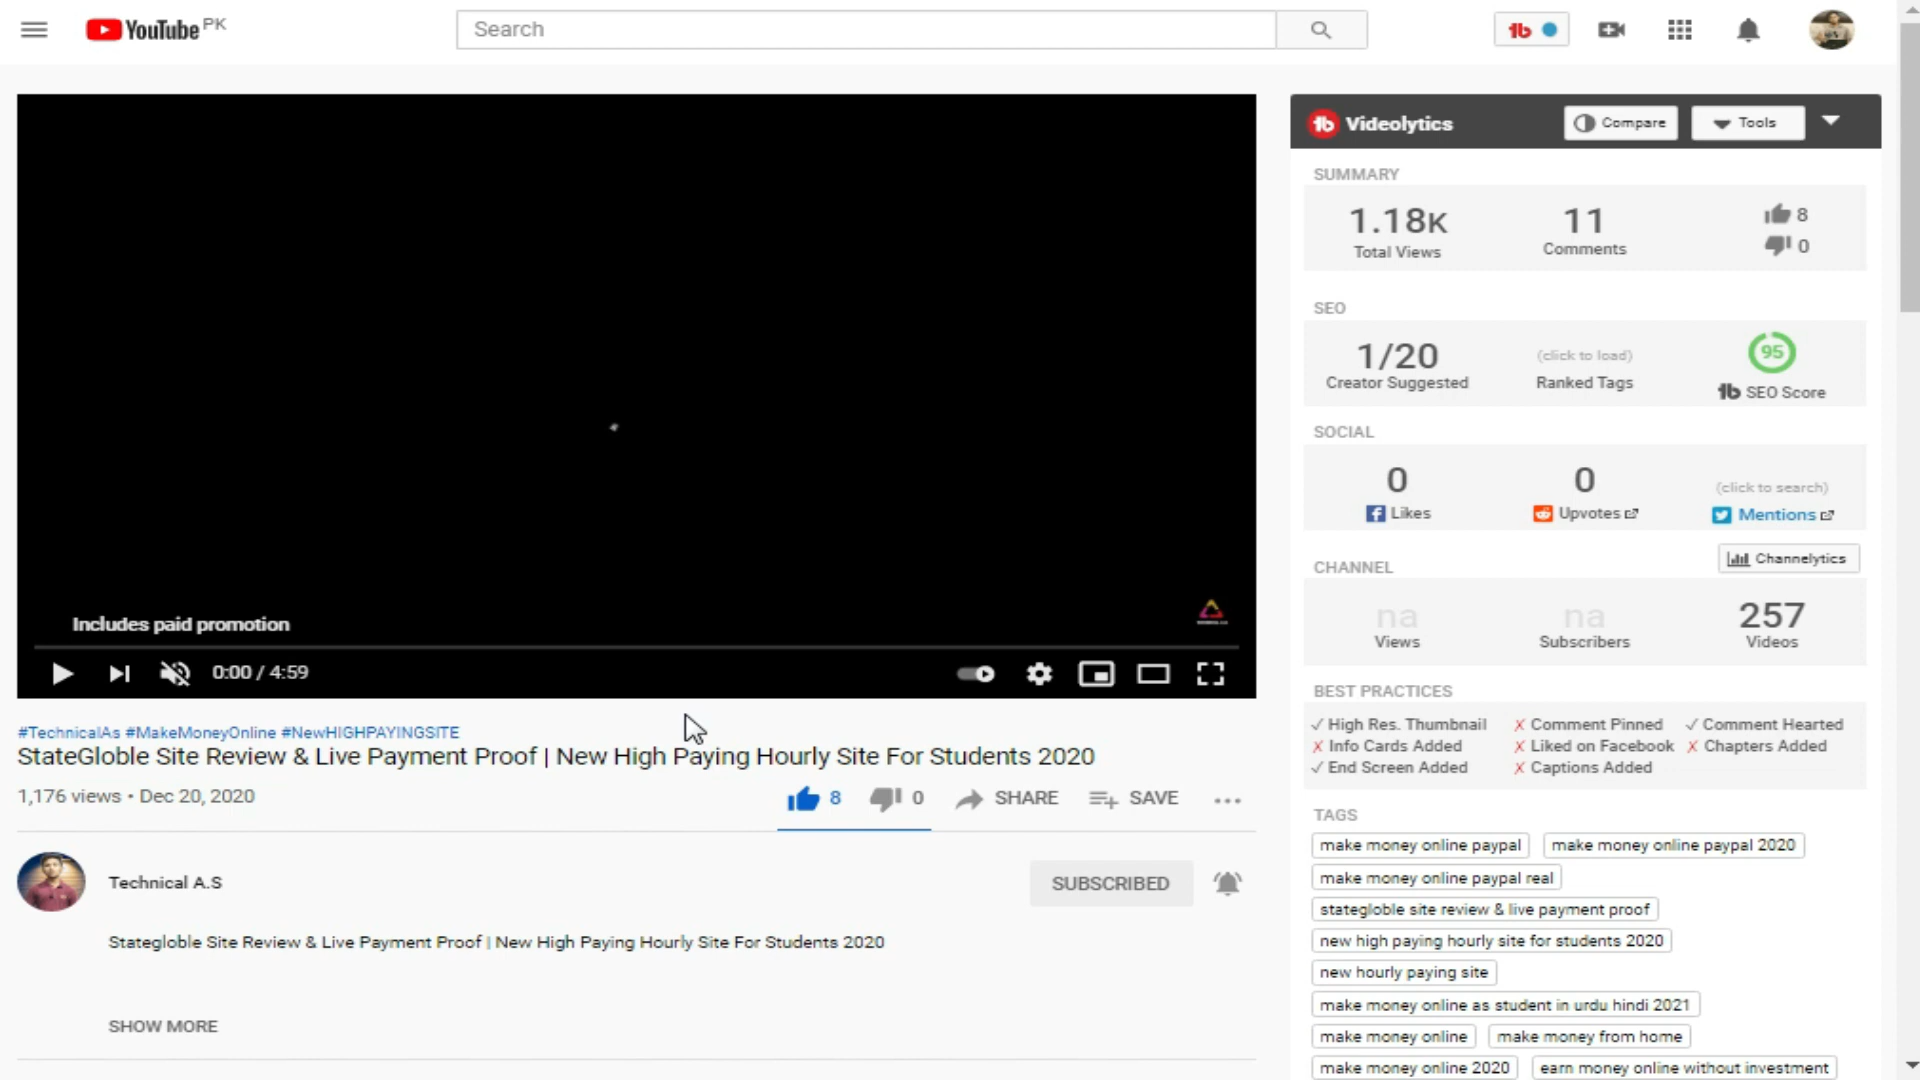 YouTube PK
Search
Videolytics
Compare
Tools
SUMMARY
1.18K
Total Views
11
Comments
8
0
SEO
1/20
Creator Suggested
(click to load)
Ranked Tags
95
SEO Score
SOCIAL
0
Likes
0
Upvotes
(click to search)
Mentions
CHANNEL
Channelytics
na
Views
na
Subscribers
257
Videos
BEST PRACTICES
✓ High Res. Thumbnail ✗ Comment Pinned ✓ Comment Hearted
✗ Info Cards Added ✗ Liked on Facebook ✗ Chapters Added
✓ End Screen Added ✗ Captions Added
TAGS
make money online paypal make money online paypal 2020
make money online paypal real
stategloble site review & live payment proof
new high paying hourly site for students 2020
new hourly paying site
make money online as student in urdu hindi 2021
make money online make money from home
make money online 2020 earn money online without investment
Includes paid promotion
0:00 / 4:59
#TechnicalAs #MakeMoneyOnline #NewHIGHPAYINGSITE
StateGloble Site Review & Live Payment Proof | New High Paying Hourly Site For Students 2020
1,176 views • Dec 20, 2020
8 0 SHARE SAVE
Technical A.S
SUBSCRIBED
Stategloble Site Review & Live Payment Proof | New High Paying Hourly Site For Students 2020
SHOW MORE